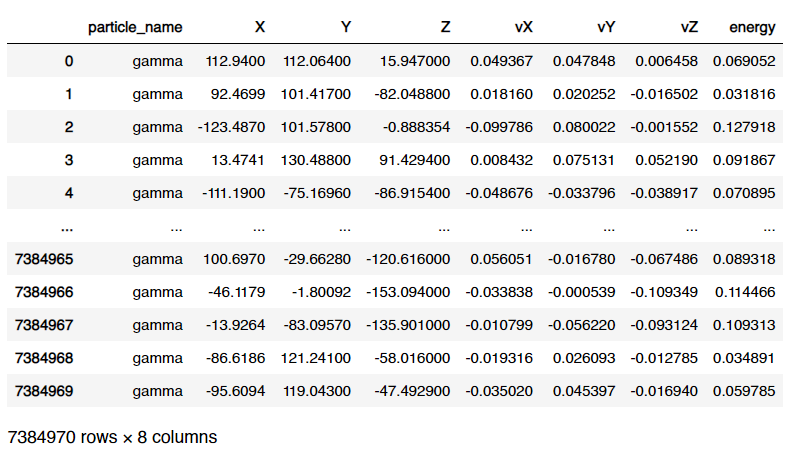 particle_name X Y Z vX vY vZ energy
0 gamma 112.9400 112.06400 15.947000 0.049367 0.047848 0.006458 0.069052
1 gamma 92.4699 101.41700 -82.048800 0.018160 0.020252 -0.016502 0.031816
2 gamma -123.4870 101.57800 -0.888354 -0.099786 0.080022 -0.001552 0.127918
3 gamma 13.4741 130.48800 91.429400 0.008432 0.075131 0.052190 0.091867
4 gamma -111.1900 -75.16960 -86.915400 -0.048676 -0.033796 -0.038917 0.070895
... ... ... ... ... ... ... ... ...
7384965 gamma 100.6970 -29.66280 -120.616000 0.056051 -0.016780 -0.067486 0.089318
7384966 gamma -46.1179 -1.80092 -153.094000 -0.033838 -0.000539 -0.109349 0.114466
7384967 gamma -13.9264 -83.09570 -135.901000 -0.010799 -0.056220 -0.093124 0.109313
7384968 gamma -86.6186 121.24100 -58.016000 -0.019316 0.026093 -0.012785 0.034891
7384969 gamma -95.6094 119.04300 -47.492900 -0.035020 0.045397 -0.016940 0.059785
7384970 rows × 8 columns